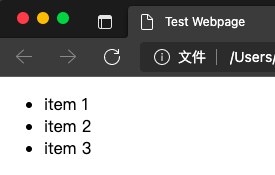 Test Webpage
文件 /Users/
item 1
item 2
item 3